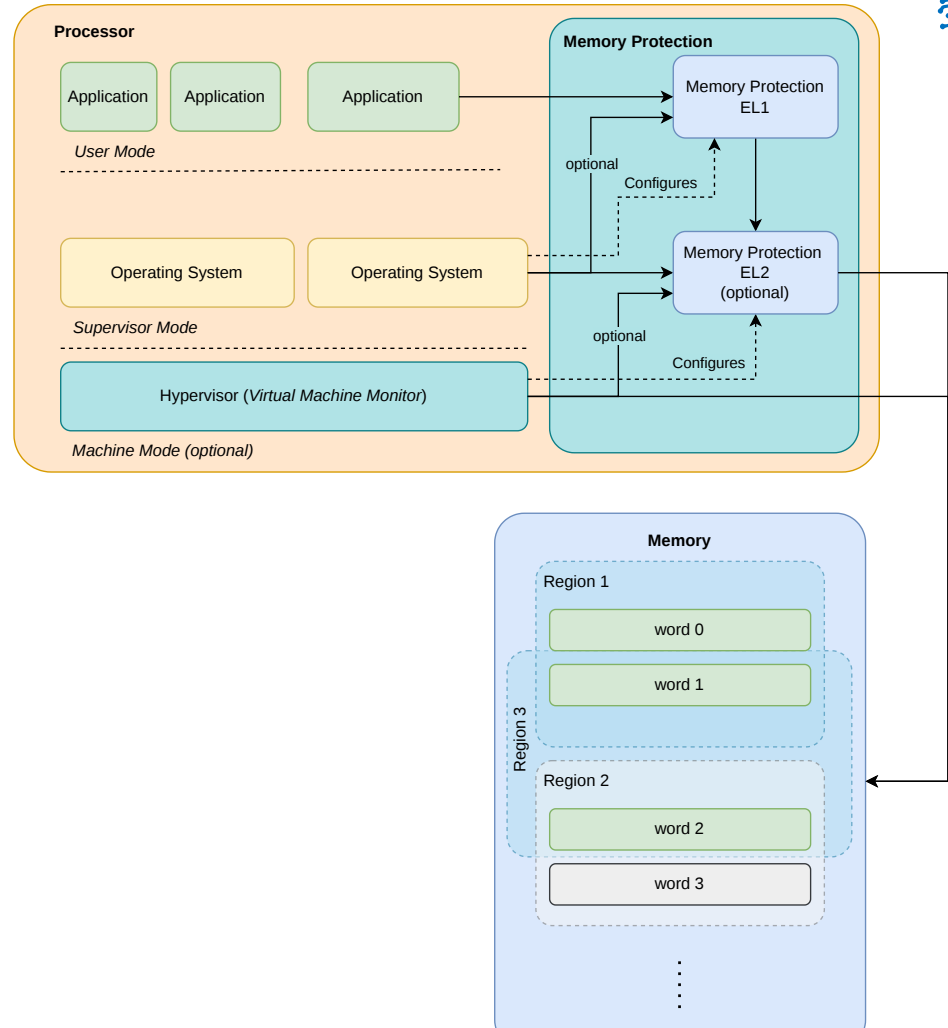 Processor
Memory Protection
Application
Application
Application
Memory Protection
EL1
User Mode
optional
Configures
Operating System
Operating System
Memory Protection
EL2
(optional)
Supervisor Mode
optional
Configures
Hypervisor (Virtual Machine Monitor)
Machine Mode (optional)
Memory
Region 1
word 0
word 1
Region 3
Region 2
word 2
word 3